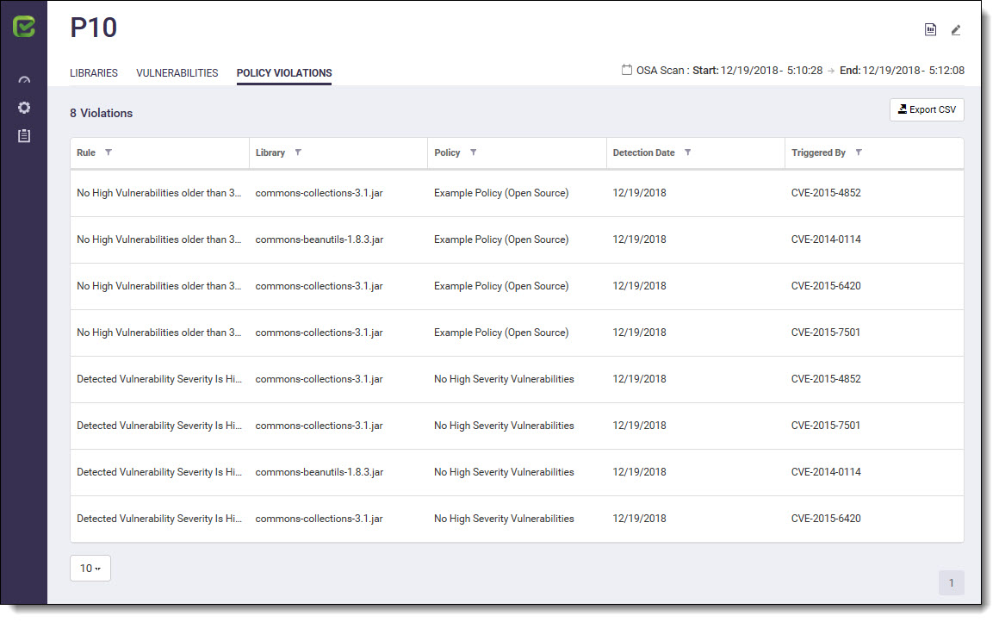 P10
LIBRARIES VULNERABILITIES POLICY VIOLATIONS OSA Scan : Start: 12/19/2018 - 5:10:28 → End: 12/19/2018 - 5:12:08
8 Violations Export CSV
Rule Library Policy Detection Date Triggered By
No High Vulnerabilities older than 3... commons-collections-3.1.jar Example Policy (Open Source) 12/19/2018 CVE-2015-4852
No High Vulnerabilities older than 3... commons-beanutils-1.8.3.jar Example Policy (Open Source) 12/19/2018 CVE-2014-0114
No High Vulnerabilities older than 3... commons-collections-3.1.jar Example Policy (Open Source) 12/19/2018 CVE-2015-6420
No High Vulnerabilities older than 3... commons-collections-3.1.jar Example Policy (Open Source) 12/19/2018 CVE-2015-7501
Detected Vulnerability Severity Is Hi... commons-collections-3.1.jar No High Severity Vulnerabilities 12/19/2018 CVE-2015-4852
Detected Vulnerability Severity Is Hi... commons-collections-3.1.jar No High Severity Vulnerabilities 12/19/2018 CVE-2015-7501
Detected Vulnerability Severity Is Hi... commons-beanutils-1.8.3.jar No High Severity Vulnerabilities 12/19/2018 CVE-2014-0114
Detected Vulnerability Severity Is Hi... commons-collections-3.1.jar No High Severity Vulnerabilities 12/19/2018 CVE-2015-6420
10
1